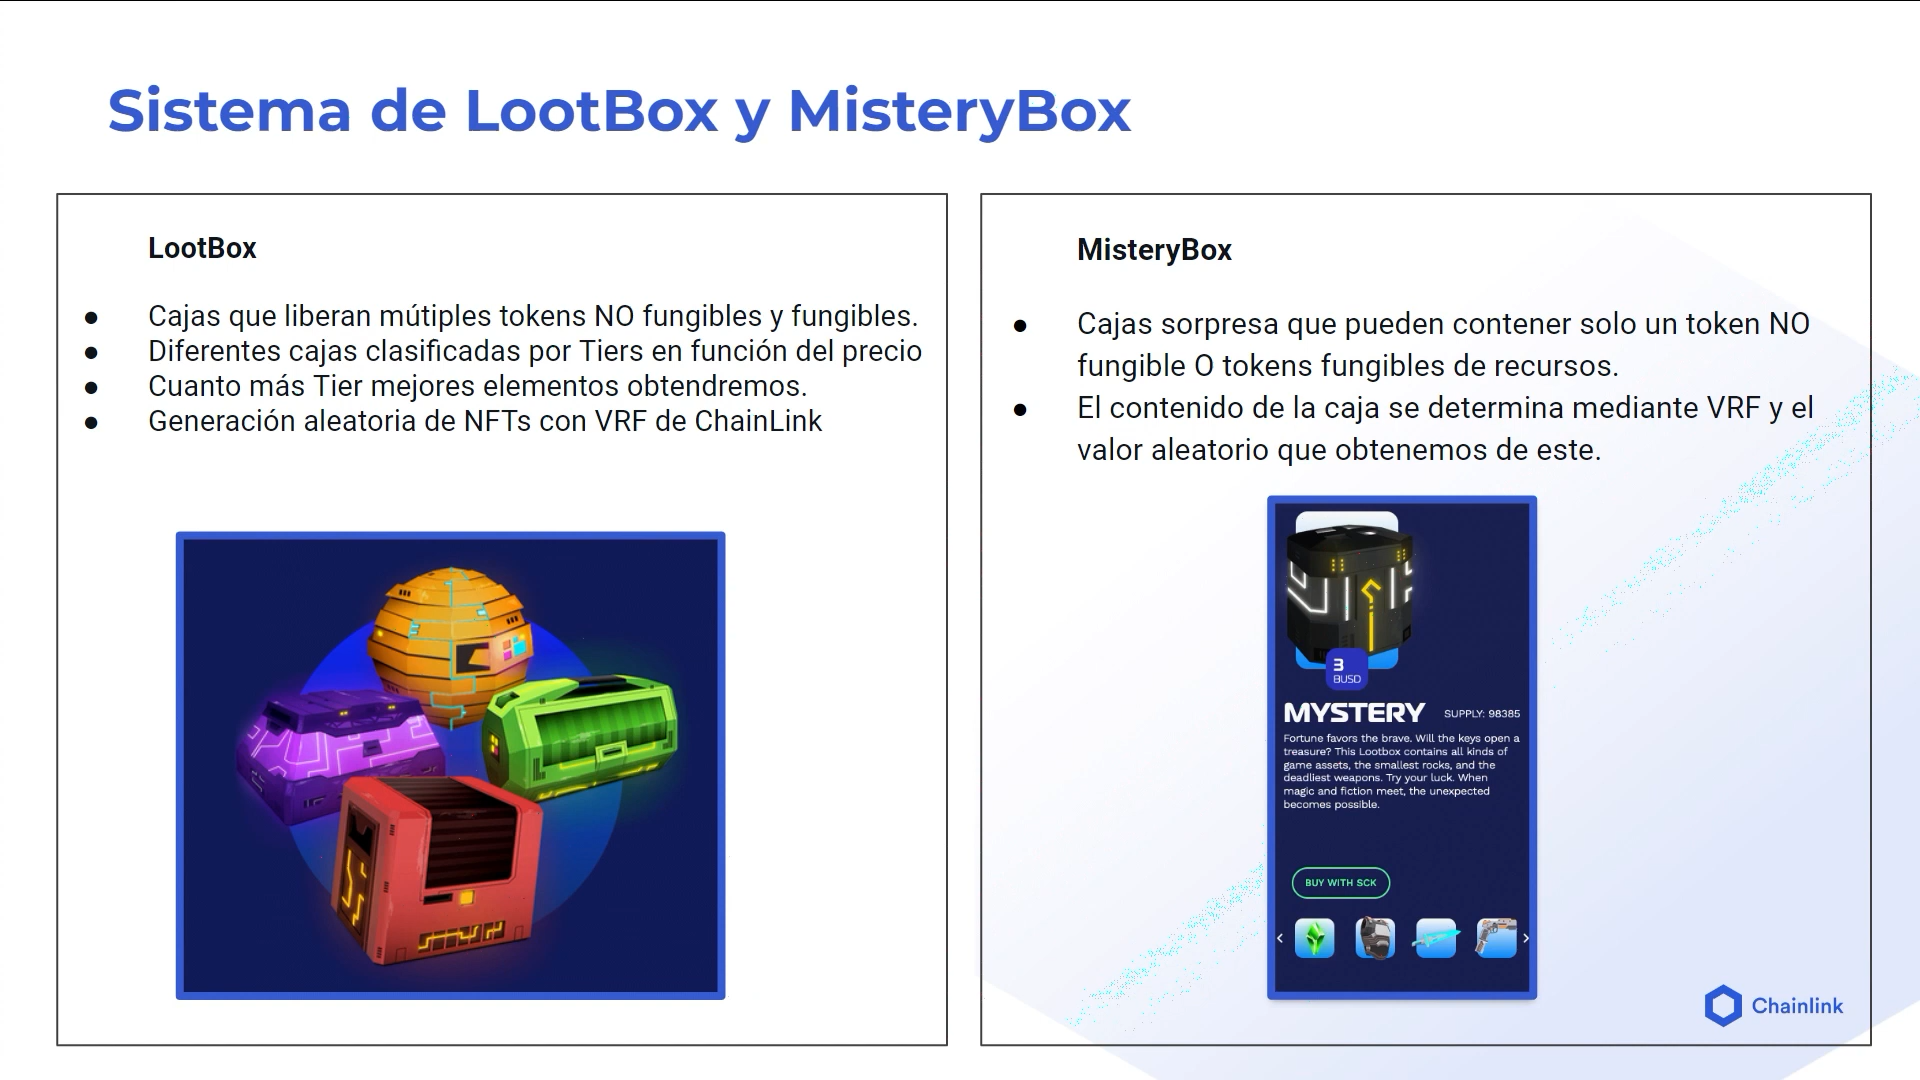 Sistema de LootBox y MisteryBox
LootBox
● Cajas que liberan mútiples tokens NO fungibles y fungibles.
● Diferentes cajas clasificadas por Tiers en función del precio
● Cuanto más Tier mejores elementos obtendremos.
● Generación aleatoria de NFTs con VRF de ChainLink
MisteryBox
● Cajas sorpresa que pueden contener solo un token NO
fungible O tokens fungibles de recursos.
● El contenido de la caja se determina mediante VRF y el
valor aleatorio que obtenemos de este.
3
BUSD
MYSTERY SUPPLY: 98385
Fortune favors the brave. Will the keys open a
treasure? This Lootbox contains all kinds of
game assets, the smallest rocks, and the
deadliest weapons. Try your luck. When
magic and fiction meet, the unexpected
becomes possible.
BUY WITH SCK
Chainlink